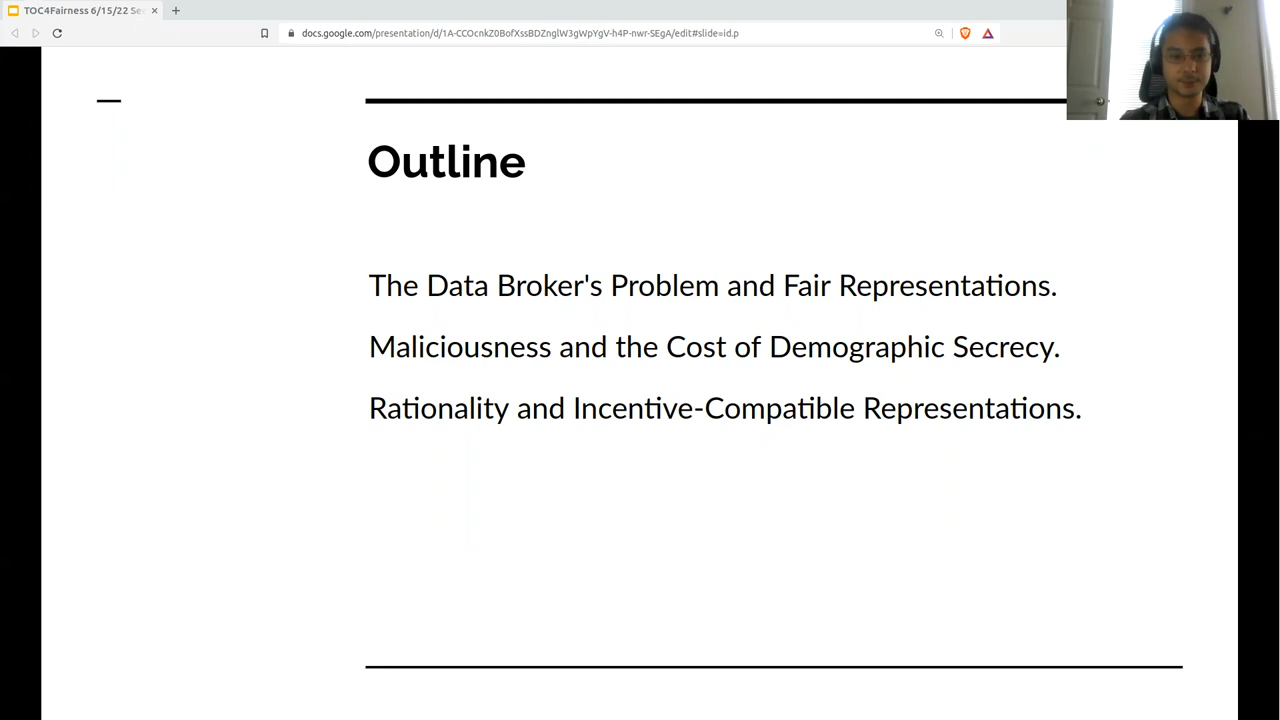 TOC4Fairness 6/15/22 Se
docs.google.com/presentation/d/1A-CCOcnkZ0BofXssBDZnglW3gWpYgV-h4P-nwr-SEgA/edit#slide=id.p
Outline
The Data Broker's Problem and Fair Representations.
Maliciousness and the Cost of Demographic Secrecy.
Rationality and Incentive-Compatible Representations.